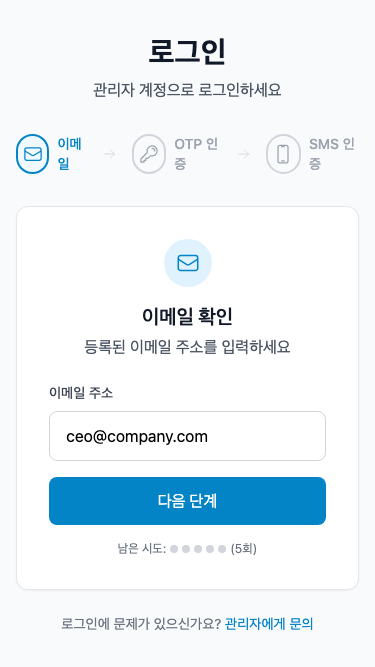 로그인
관리자 계정으로 로그인하세요
이메
일
→
OTP 인
증
→
SMS 인
증
이메일 확인
등록된 이메일 주소를 입력하세요
이메일 주소
ceo@company.com
다음 단계
남은 시도: ●●●●● (5회)
로그인에 문제가 있으신가요? 관리자에게 문의